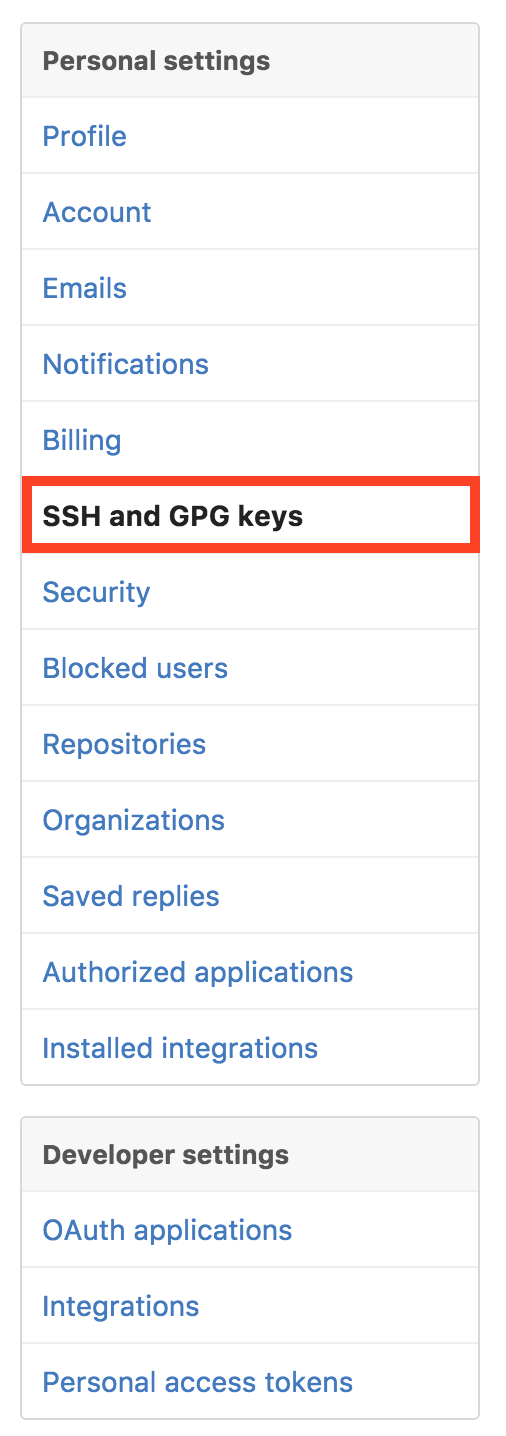 Personal settings
Profile
Account
Emails
Notifications
Billing
SSH and GPG keys
Security
Blocked users
Repositories
Organizations
Saved replies
Authorized applications
Installed integrations
Developer settings
OAuth applications
Integrations
Personal access tokens